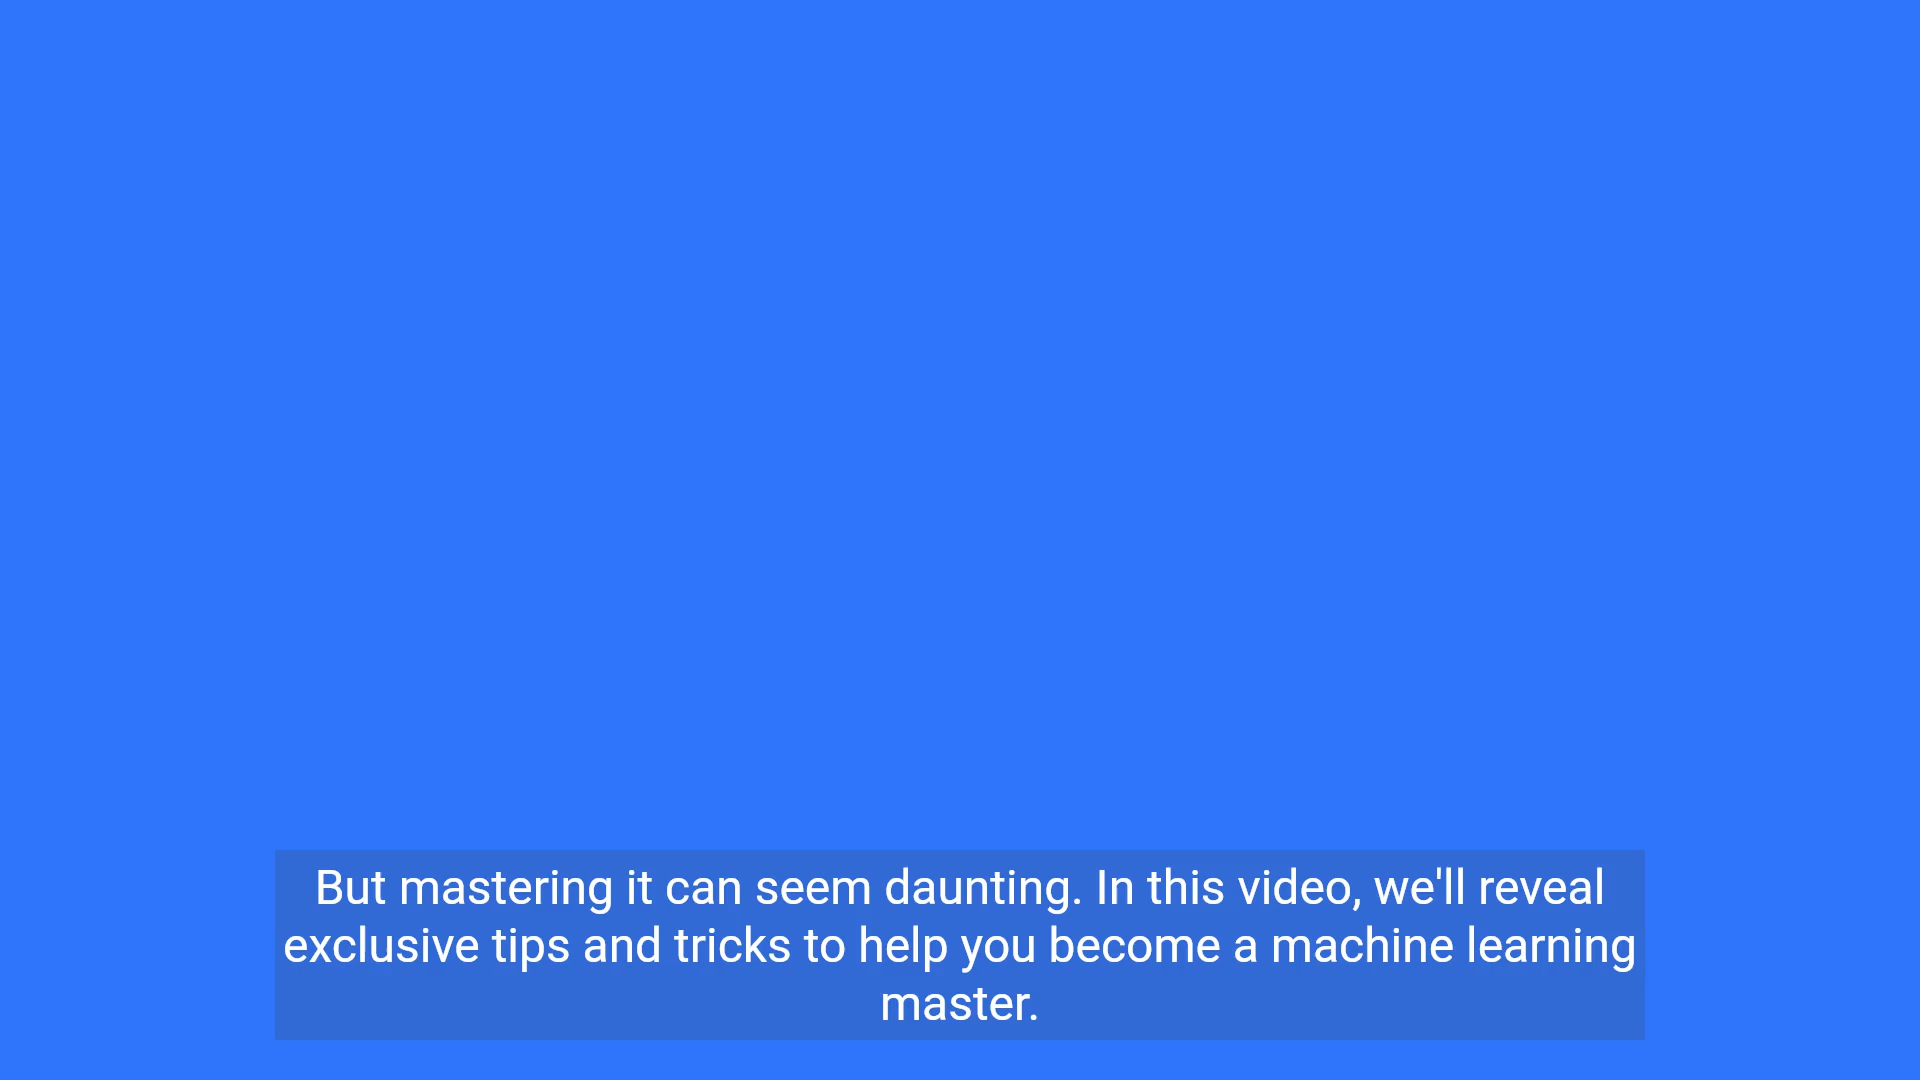 But mastering it can seem daunting. In this video, we'll reveal
exclusive tips and tricks to help you become a machine learning
master.